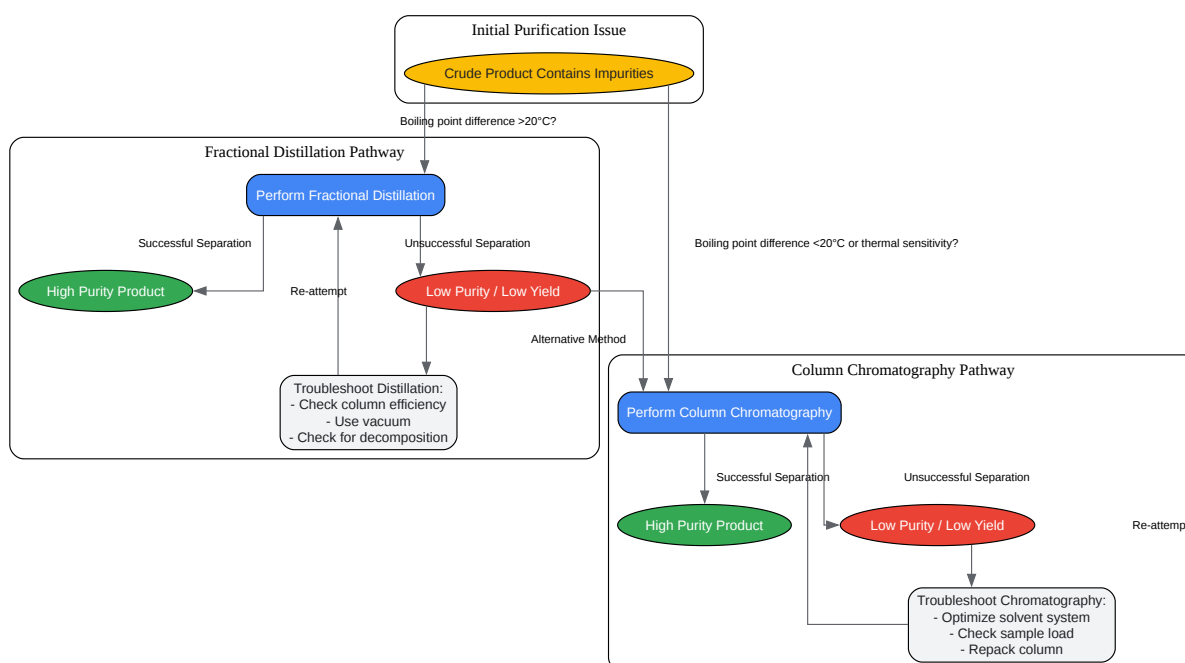 Initial Purification Issue
Crude Product Contains Impurities
Boiling point difference >20°C?
Fractional Distillation Pathway
Perform Fractional Distillation
Successful Separation
Unsuccessful Separation
Boiling point difference <20°C or thermal sensitivity?
High Purity Product
Re-attempt
Low Purity / Low Yield
Alternative Method
Troubleshoot Distillation:
- Check column efficiency
- Use vacuum
- Check for decomposition
Column Chromatography Pathway
Perform Column Chromatography
Successful Separation
Unsuccessful Separation
High Purity Product
Low Purity / Low Yield
Re-attemp
Troubleshoot Chromatography:
- Optimize solvent system
- Check sample load
- Repack column